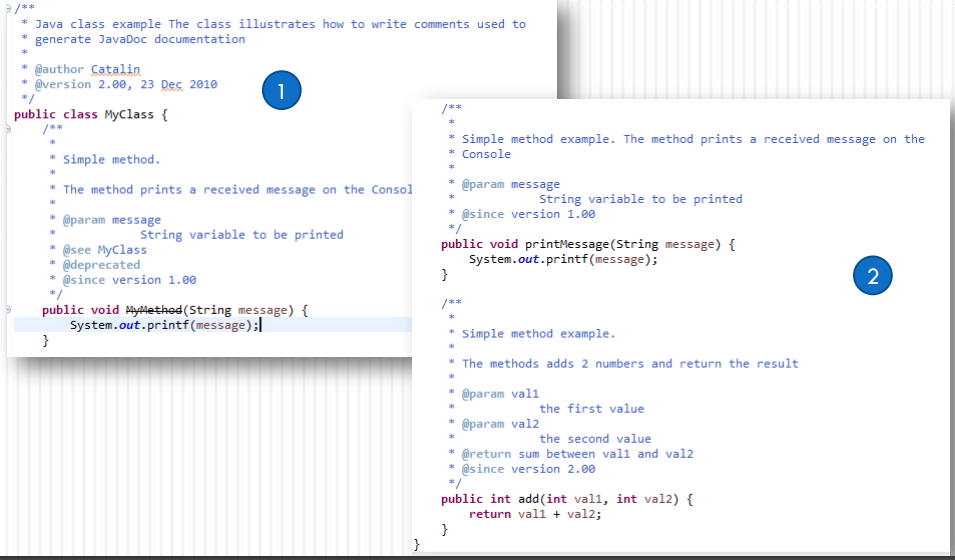 /**
 * Java class example The class illustrates how to write comments used to
 * generate JavaDoc documentation
 *
 * @author Catalin
 * @version 2.00, 23 Dec 2010
 */
public class MyClass {
    /**
     *
     * Simple method.
     *
     * The method prints a received message on the Consol
     *
     * @param message
     *            String variable to be printed
     * @see MyClass
     * @deprecated
     * @since version 1.00
     */
    public void MyMethod(String message) {
        System.out.printf(message);
    }
1
    /**
     *
     * Simple method example. The method prints a received message on the
     * Console
     *
     * @param message
     *            String variable to be printed
     * @since version 1.00
     */
    public void printMessage(String message) {
        System.out.printf(message);
    }

    /**
     *
     * Simple method example.
     *
     * The methods adds 2 numbers and return the result
     *
     * @param val1
     *            the first value
     * @param val2
     *            the second value
     * @return sum between val1 and val2
     * @since version 2.00
     */
    public int add(int val1, int val2) {
        return val1 + val2;
    }
}
2